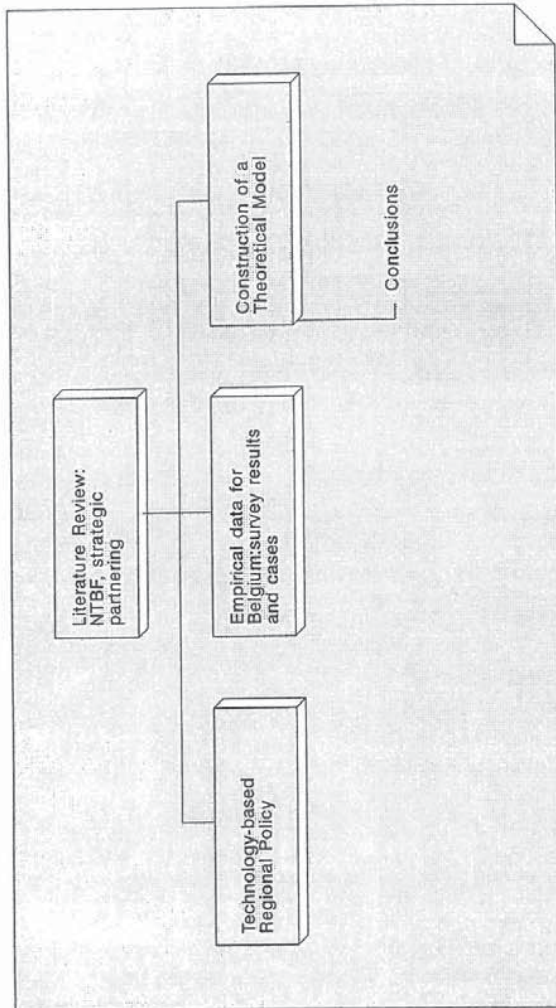 Literature Review:
NTBF, strategic
partnering
Technology-based
Regional Policy
Empirical data for
Belgium:survey results
and cases
Construction of a
Theoretical Model
Conclusions